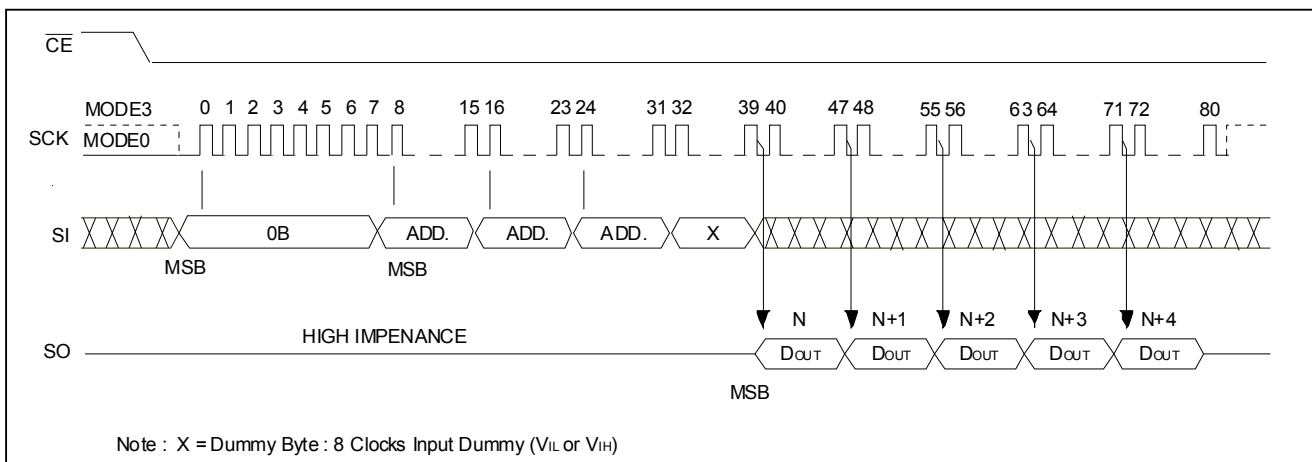 CE
MODE3 0 1 2 3 4 5 6 7 8 15 16 23 24 31 32 39 40 47 48 55 56 63 64 71 72 80
SCK MODE0
SI 0B ADD. ADD. ADD. X
MSB MSB
N N+1 N+2 N+3 N+4
HIGH IMPENANCE
SO DOUT DOUT DOUT DOUT DOUT
MSB
Note : X = Dummy Byte : 8 Clocks Input Dummy (VIL or VIH)